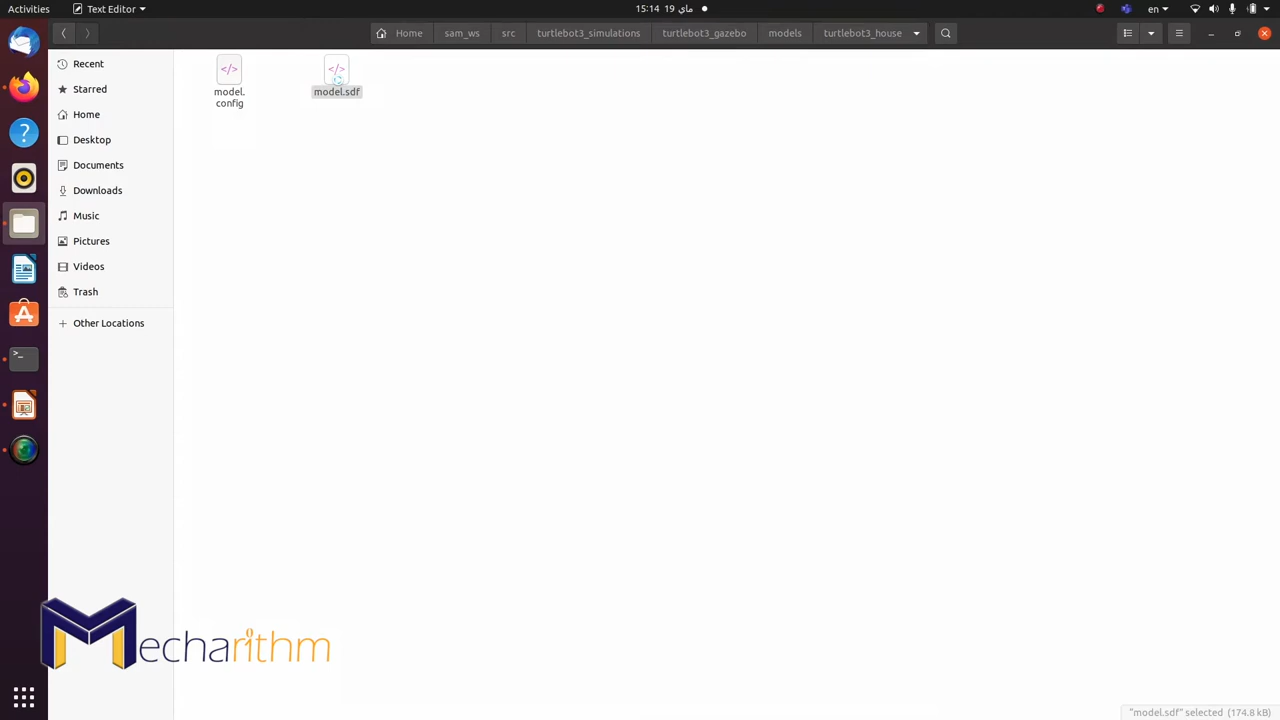 Activities
Text Editor
15:14 19 ماي
en
Home
sam_ws
src
turtlebot3_simulations
turtlebot3_gazebo
models
turtlebot3_house
Recent
Starred
Home
Desktop
Documents
Downloads
Music
Pictures
Videos
Trash
+ Other Locations
</>
model.
config
</>
model.sdf
?
>_
Mecharithm
"model.sdf" selected (174.8 kB)